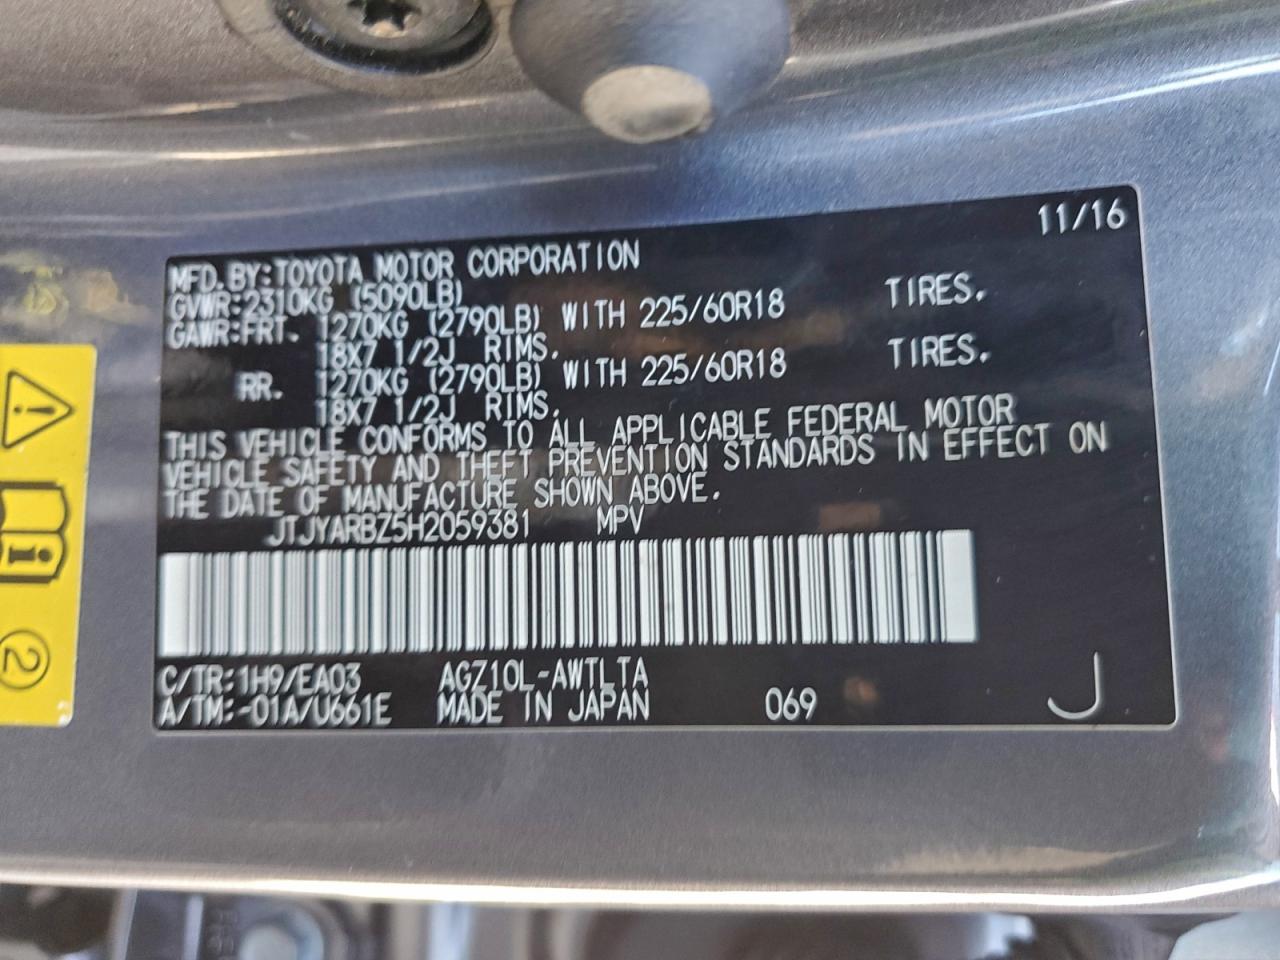 11/16
MFD.BY:TOYOTA MOTOR CORPORATION
GVWR:2310KG (5090LB)
GAWR:FRT. 1270KG (2790LB) WITH 225/60R18 TIRES.
18X7 1/2J RIMS.
RR. 1270KG (2790LB) WITH 225/60R18 TIRES.
18X7 1/2J RIMS.
THIS VEHICLE CONFORMS TO ALL APPLICABLE FEDERAL MOTOR
VEHICLE SAFETY AND THEFT PREVENTION STANDARDS IN EFFECT ON
THE DATE OF MANUFACTURE SHOWN ABOVE.
JTJYARBZ5H2059381 MPV
C/TR:1H9/EA03 AGZ10L-AWTLTA
A/TM:-01A/U661E MADE IN JAPAN 069 J
2